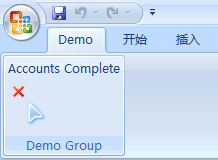 Demo 开始 插入
Accounts Complete
Demo Group